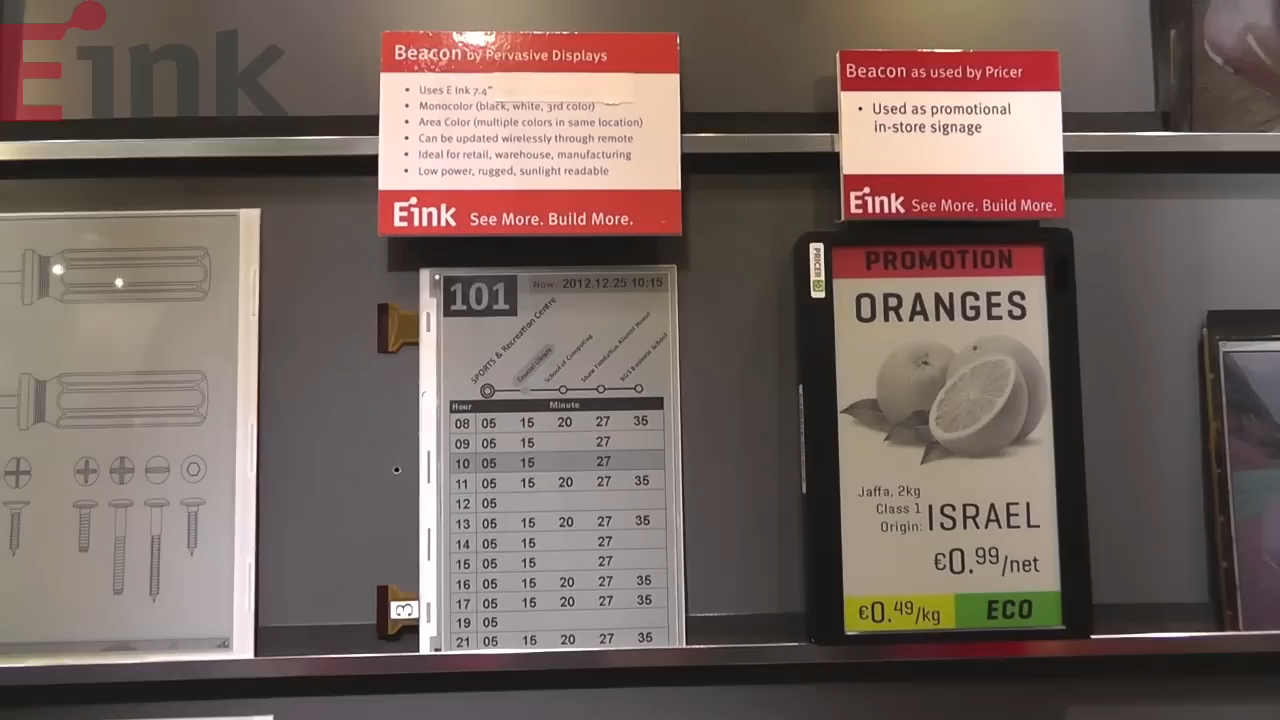 Eink
Beacon by Pervasive Displays
• Uses E Ink 7.4"
• Monocolor (black, white, 3rd color)
• Area Color (multiple colors in same location)
• Can be updated wirelessly through remote
• Ideal for retail, warehouse, manufacturing
• Low power, rugged, sunlight readable
Eink See More. Build More.
Beacon as used by Pricer
• Used as promotional
in-store signage
Eink See More. Build More.
101
Now: 2012.12.25 10:15
SPORTS & Recreation Centre
Central Library
School of Computing
Shaw Foundation Alumni House
NUS Business School
Hour Minute
08 05 15 20 27 35
09 05 15 27
10 05 15 27
11 05 15 20 27 35
12 05
13 05 15 20 27 35
14 05 15 27
15 05 15 27
16 05 15 20 27 35
17 05 15 20 27 35
19 05
21 05 15 20 27 35
3
PRICER
PROMOTION
ORANGES
Jaffa, 2kg
Class 1
Origin: ISRAEL
€0.99/net
€0.49/kg ECO